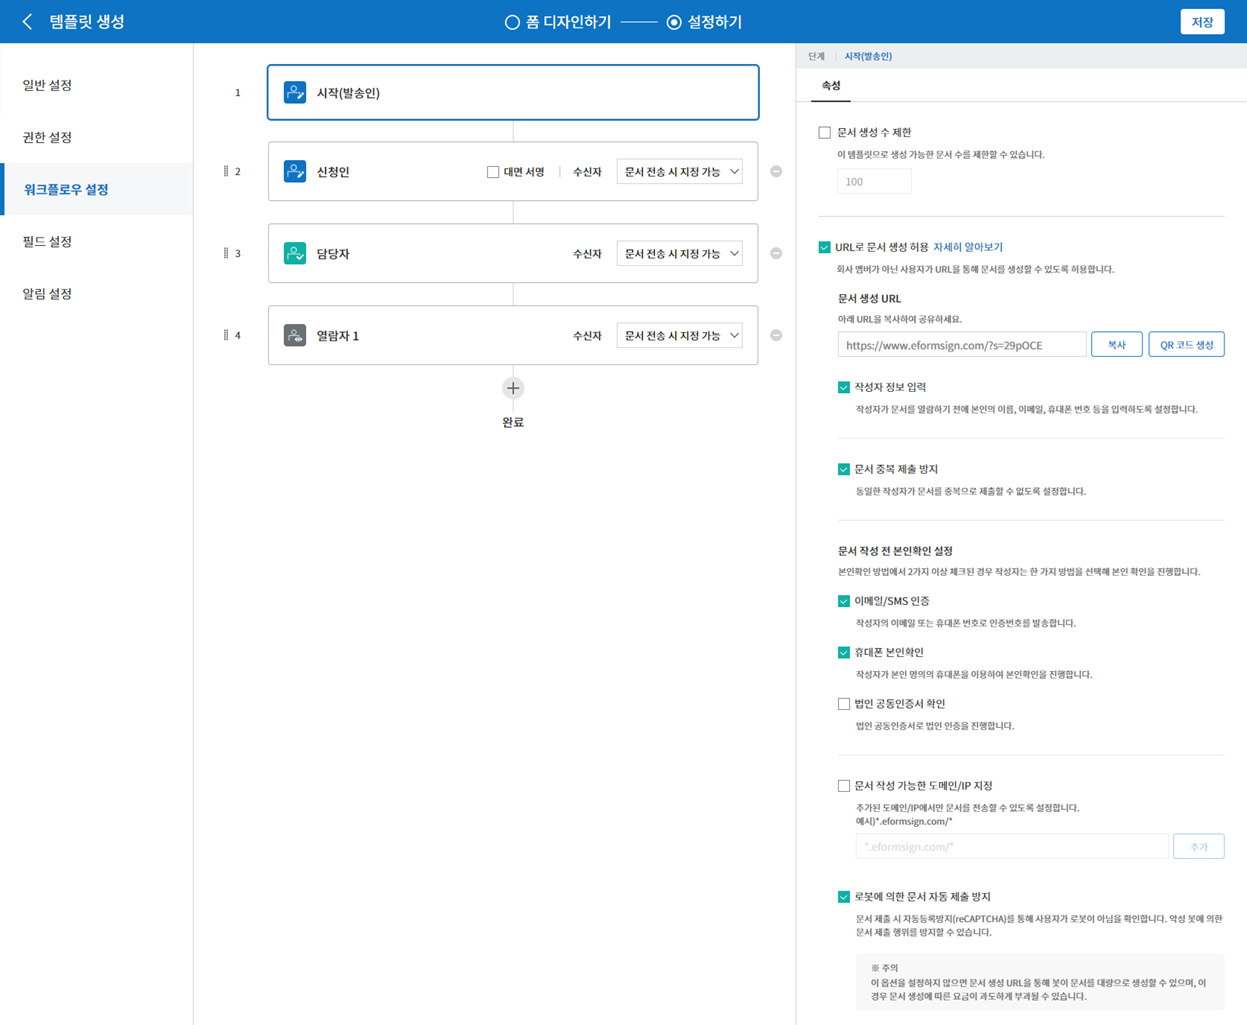 템플릿 생성
폼 디자인하기
설정하기
저장
일반 설정
권한 설정
워크플로우 설정
필드 설정
알림 설정
1
시작(발송인)
2
신청인
대면 서명
수신자
문서 전송 시 지정 가능
3
담당자
수신자
문서 전송 시 지정 가능
4
열람자 1
수신자
문서 전송 시 지정 가능
완료
단계
시작(발송인)
속성
문서 생성 수 제한
이 템플릿으로 생성 가능한 문서 수를 제한할 수 있습니다.
100
URL로 문서 생성 허용 자세히 알아보기
회사 멤버가 아닌 사용자가 URL을 통해 문서를 생성할 수 있도록 허용합니다.
문서 생성 URL
아래 URL을 복사하여 공유하세요.
https://www.eformsign.com/?s=29pOCE
복사
QR 코드 생성
작성자 정보 입력
작성자가 문서를 열람하기 전에 본인의 이름, 이메일, 휴대폰 번호 등을 입력하도록 설정합니다.
문서 중복 제출 방지
동일한 작성자가 문서를 중복으로 제출할 수 없도록 설정합니다.
문서 작성 전 본인확인 설정
본인확인 방법에서 2가지 이상 체크된 경우 작성자는 한 가지 방법을 선택해 본인 확인을 진행합니다.
이메일/SMS 인증
작성자의 이메일 또는 휴대폰 번호로 인증번호를 발송합니다.
휴대폰 본인확인
작성자가 본인 명의의 휴대폰을 이용하여 본인확인을 진행합니다.
법인 공동인증서 확인
법인 공동인증서로 법인 인증을 진행합니다.
문서 작성 가능한 도메인/IP 지정
추가된 도메인/IP에서만 문서를 전송할 수 있도록 설정합니다.
예시)*.eformsign.com/*
*.eformsign.com/*
추가
로봇에 의한 문서 자동 제출 방지
문서 제출 시 자동등록방지(reCAPTCHA)를 통해 사용자가 로봇이 아님을 확인합니다. 악성 봇에 의한
문서 제출 행위를 방지할 수 있습니다.
※ 주의
이 옵션을 설정하지 않으면 문서 생성 URL을 통해 봇이 문서를 대량으로 생성할 수 있으며, 이
경우 문서 생성에 따른 요금이 과도하게 부과될 수 있습니다.